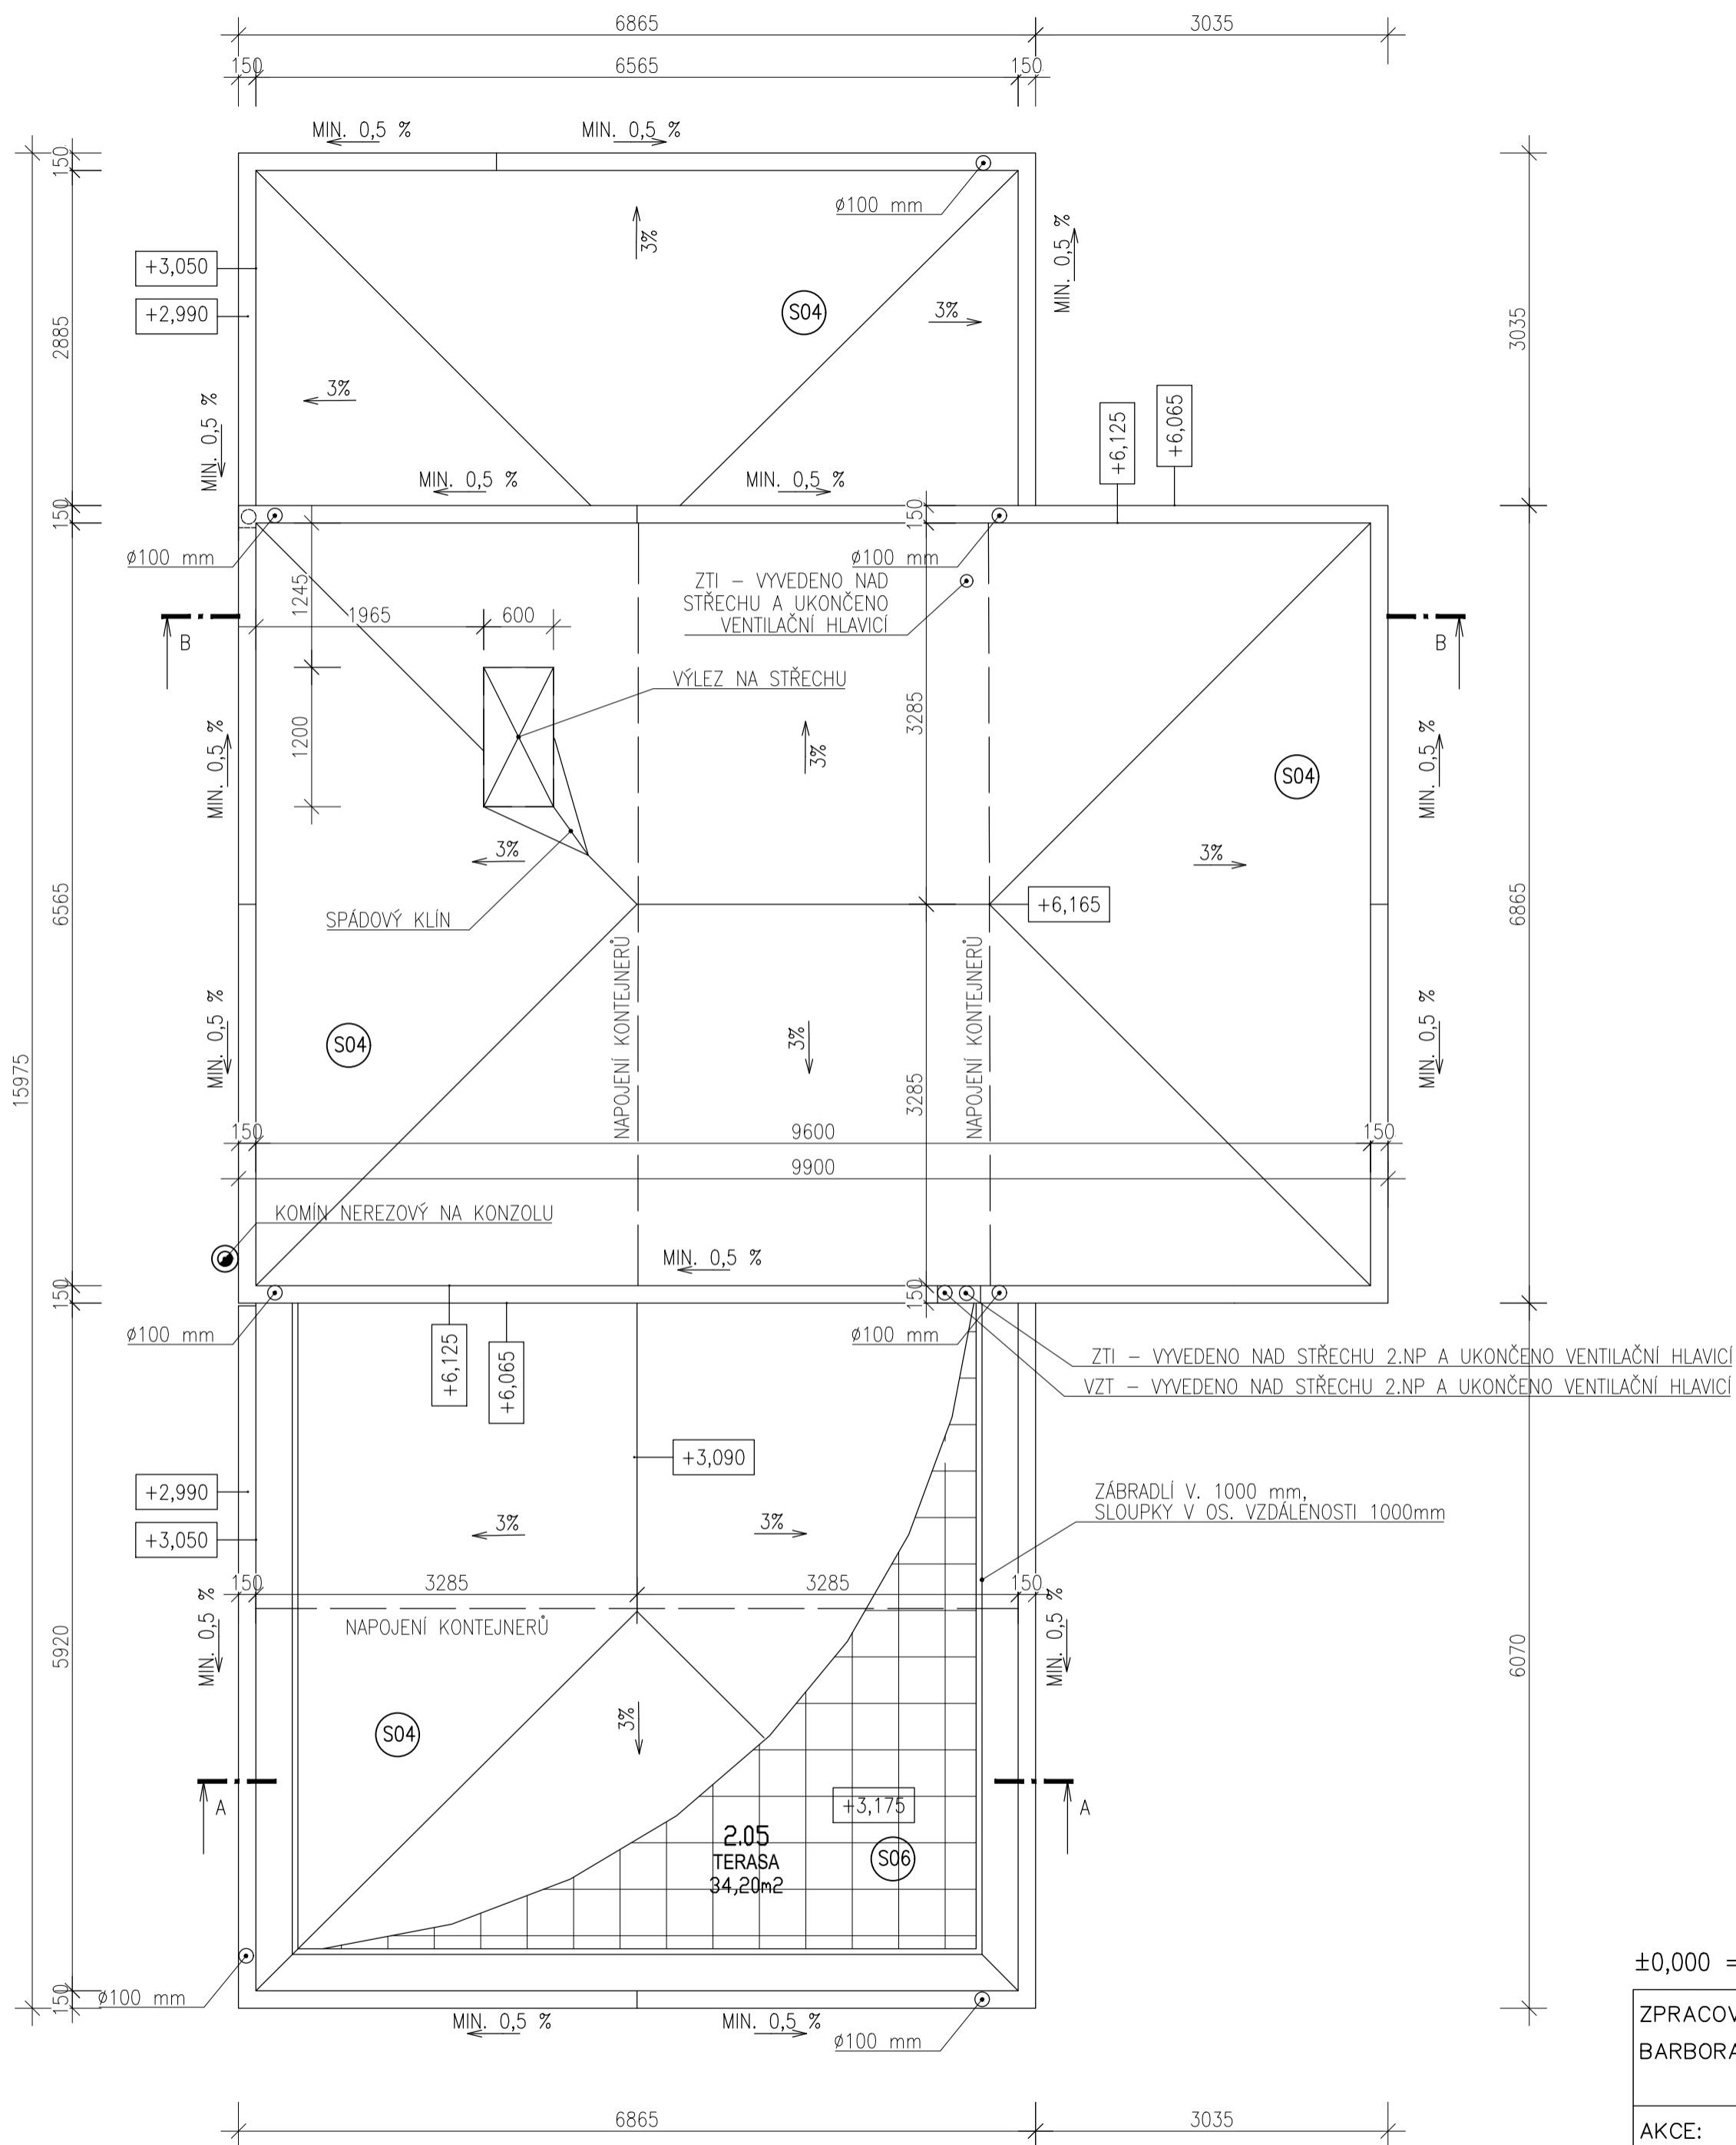 6865
3035
150
6565
150
MIN. 0,5 %
MIN. 0,5 %
150
ø100 mm
3%
MIN. 0,5 %
+3,050
+2,990
S04
3%
2885
3035
3%
MIN. 0,5 %
+6,125
+6,065
MIN. 0,5 %
MIN. 0,5 %
150
150
ø100 mm
ø100 mm
1245
ZTI – VYVEDENO NAD
STŘECHU A UKONČENO
VENTILAČNÍ HLAVICÍ
1965
600
B
B
VÝLEZ NA STŘECHU
3285
1200
MIN. 0,5 %
3%
MIN. 0,5 %
S04
3%
3%
6565
+6,165
6865
SPÁDOVÝ KLÍN
NAPOJENÍ KONTEJNERŮ
NAPOJENÍ KONTEJNERŮ
MIN. 0,5 %
S04
3%
MIN. 0,5 %
15975
3285
150
9600
150
9900
KOMÍN NEREZOVÝ NA KONZOLU
MIN. 0,5 %
150
150
ø100 mm
ø100 mm
+6,125
+6,065
ZTI – VYVEDENO NAD STŘECHU 2.NP A UKONČENO VENTILAČNÍ HLAVICÍ
VZT – VYVEDENO NAD STŘECHU 2.NP A UKONČENO VENTILAČNÍ HLAVICÍ
+3,090
+2,990
ZÁBRADLÍ V. 1000 mm,
SLOUPKY V OS. VZDÁLENOSTI 1000mm
+3,050
3%
3%
150
3285
3285
150
NAPOJENÍ KONTEJNERŮ
MIN. 0,5 %
MIN. 0,5 %
5920
6070
S04
3%
A
A
+3,175
2.05
TERASA
34,20m2
S06
±0,000 =
150
ø100 mm
MIN. 0,5 %
MIN. 0,5 %
ø100 mm
ZPRACOV
BARBORA
6865
3035
AKCE: